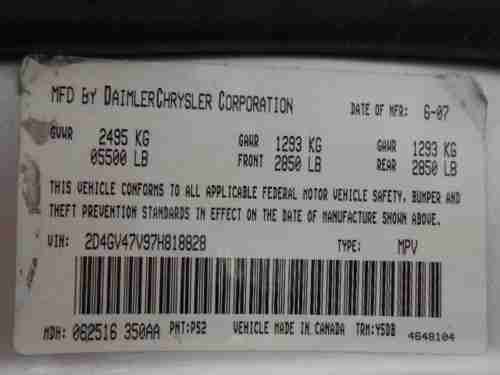 MFD BY DAIMLERCHRYSLER CORPORATION DATE OF MFR: 6-07
GVWR 2495 KG GAWR 1293 KG GAWR 1293 KG
05500 LB FRONT 2850 LB REAR 2850 LB
THIS VEHICLE CONFORMS TO ALL APPLICABLE FEDERAL MOTOR VEHICLE SAFETY, BUMPER AND
THEFT PREVENTION STANDARDS IN EFFECT ON THE DATE OF MANUFACTURE SHOWN ABOVE.
VIN: 2D4GV47V97H818828 TYPE: MPV
MDH: 062516 350AA PNT:PS2 VEHICLE MADE IN CANADA TRM:Y5DB 4648104